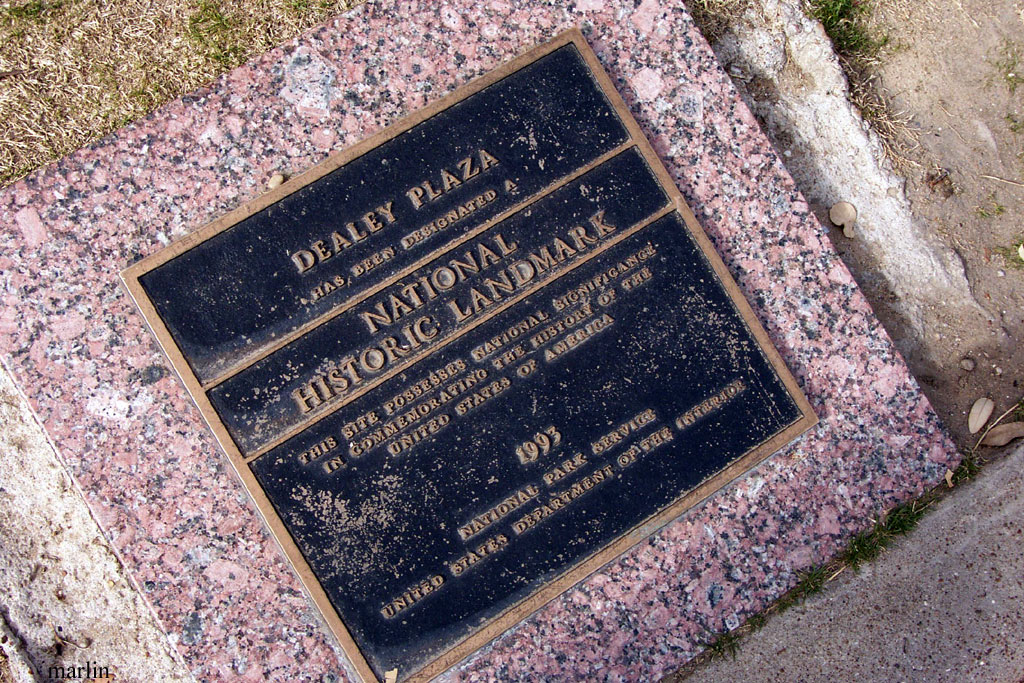 DEALEY PLAZA
HAS BEEN DESIGNATED A
NATIONAL
HISTORIC LANDMARK
THIS SITE POSSESSES NATIONAL SIGNIFICANCE
IN COMMEMORATING THE HISTORY OF THE
UNITED STATES OF AMERICA
1993
NATIONAL PARK SERVICE
UNITED STATES DEPARTMENT OF THE INTERIOR
marlin